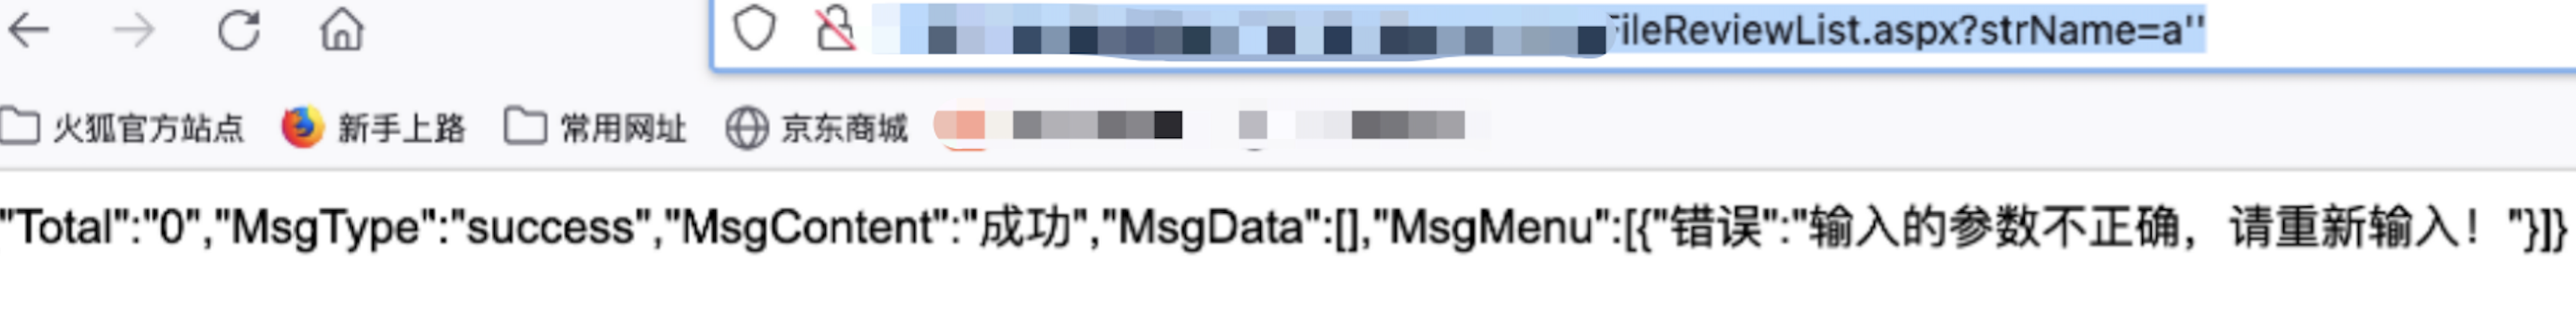 ileReviewList.aspx?strName=a''
火狐官方站点 新手上路 常用网址 京东商城
"Total":"0","MsgType":"success","MsgContent":"成功","MsgData":[],"MsgMenu":[{"错误":"输入的参数不正确，请重新输入！"}]}